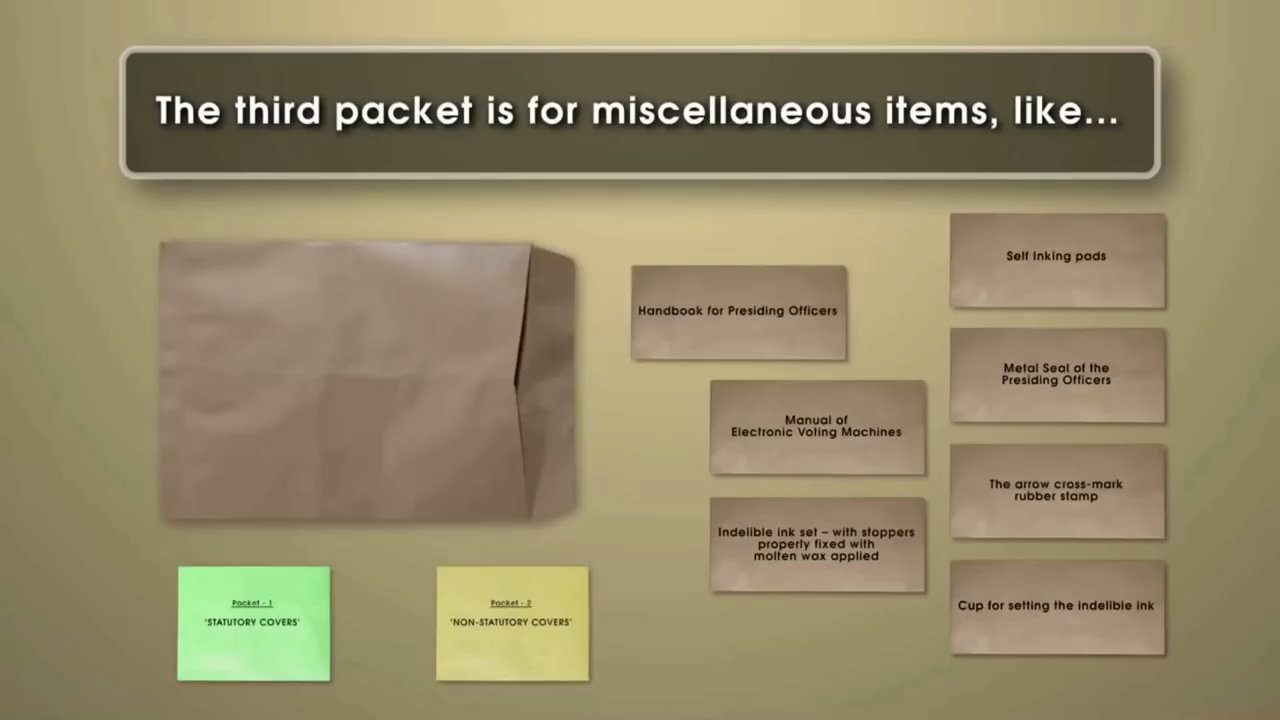 The third packet is for miscellaneous items, like...
Self Inking pads
Handbook for Presiding Officers
Metal Seal of the
Presiding Officers
Manual of
Electronic Voting Machines
The arrow cross-mark
rubber stamp
Indelible ink set – with stoppers
properly fixed with
molten wax applied
Cup for setting the indelible ink
Packet - 1
'STATUTORY COVERS'
Packet - 2
'NON-STATUTORY COVERS'